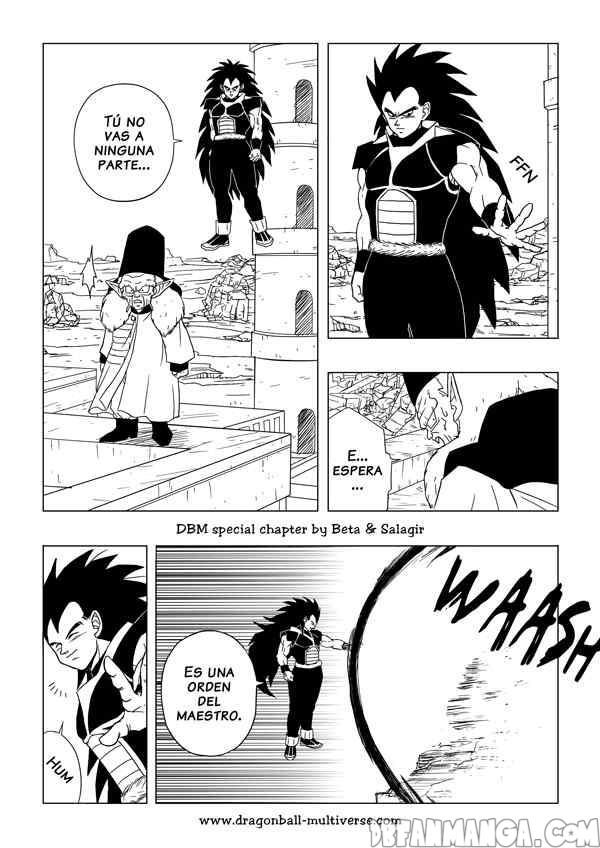 TÚ NO
VAS A
NINGUNA
PARTE...
FFN
E...
ESPERA
...
DBM special chapter by Beta & Salagir
HUM
ES UNA
ORDEN
DEL
MAESTRO.
WAASH
www.dragonball-multiverse.com
DBFANMANGA.COM